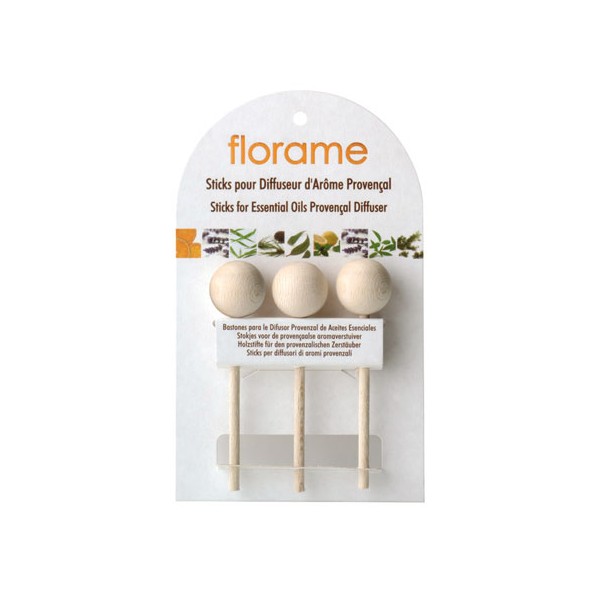 florame
Sticks pour Diffuseur d'Arôme Provençal
Sticks for Essential Oils Provençal Diffuser
Bastones para le Difusor Provenzal de Aceites Esenciales
Stokjes voor de provençaalse aromaverstuiver
Holzstifte für den provenzalischen Zerstäuber
Sticks per diffusori di aromi provenzali